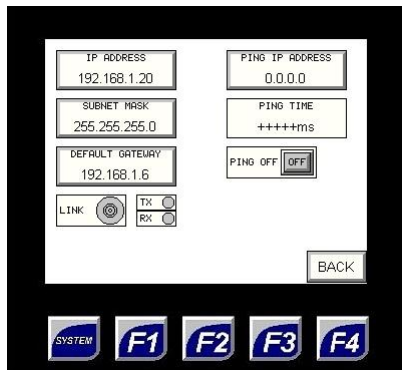 IP ADDRESS
192.168.1.20
PING IP ADDRESS
0.0.0.0
SUBNET MASK
255.255.255.0
PING TIME
+++++ms
DEFAULT GATEWAY
192.168.1.6
PING OFF OFF
LINK
TX
RX
BACK
SYSTEM
F1
F2
F3
F4